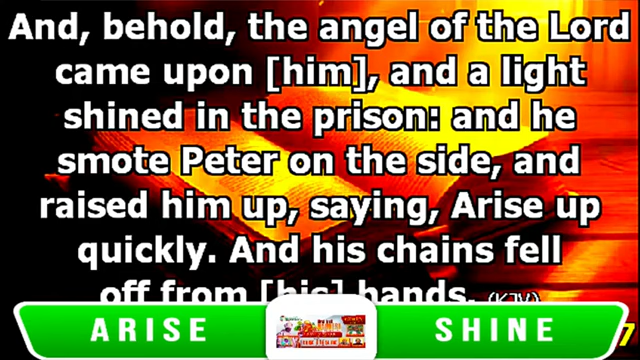 And, behold, the angel of the Lord
came upon [him], and a light
shined in the prison: and he
smote Peter on the side, and
raised him up, saying, Arise up
quickly. And his chains fell
off from [his] hands. (KJV)
ARISE
SHINE
7